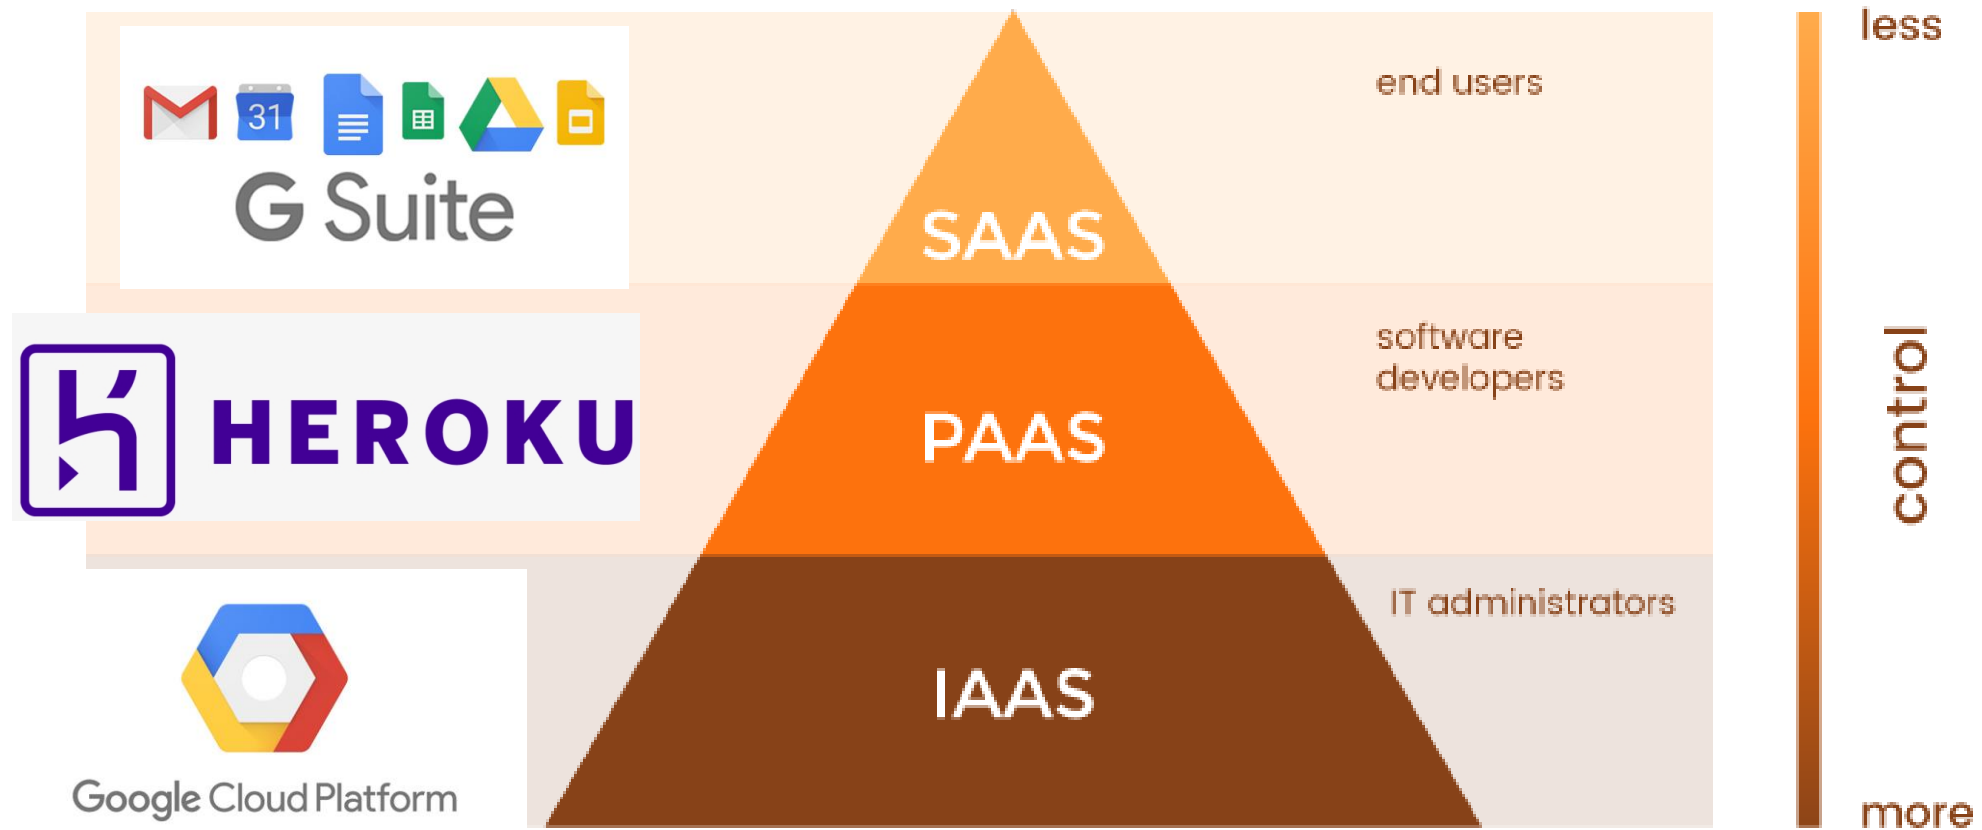 less
end users
31
G Suite
SAAS
software
developers
HEROKU
PAAS
control
IT administrators
IAAS
Google Cloud Platform
more